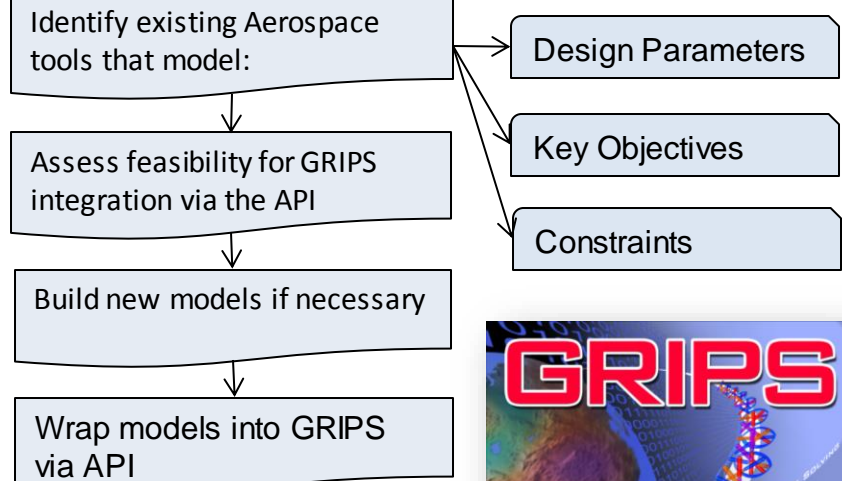 Identify existing Aerospace
tools that model:
Design Parameters
Key Objectives
Constraints
Assess feasibility for GRIPS
integration via the API
Build new models if necessary
Wrap models into GRIPS
via API
GRIPS
SOLVING